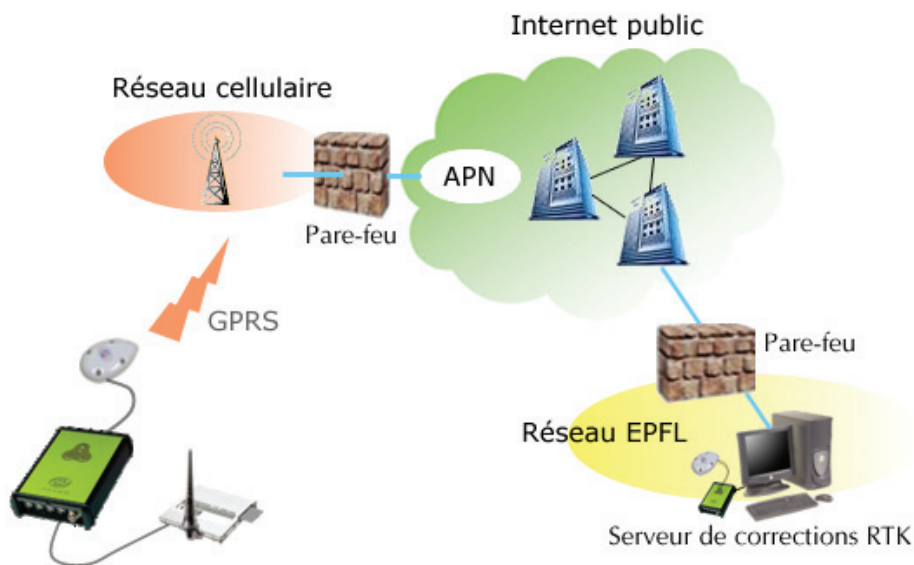 Internet public
Réseau cellulaire
APN
Pare-feu
GPRS
Pare-feu
Réseau EPFL
Serveur de corrections RTK